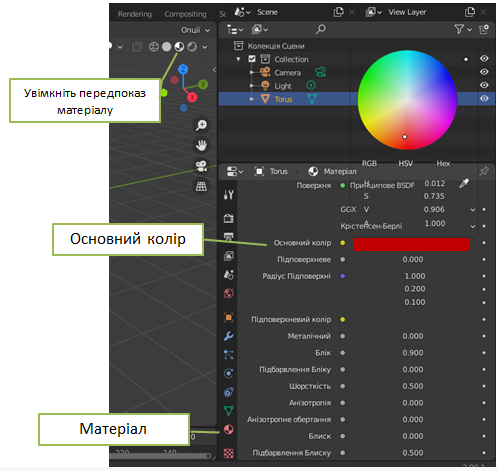 Rendering Compositing Sc Scene View Layer
Опції
Колекція Сцени
Collection
Camera
Light
Torus
Увімкніть передпоказ
матеріалу
Z
Y
X
RGB HSV Hex
Torus Матеріал
Поверхня Принципове BSDF
H 0.012
S 0.735
GGX V 0.906
A 1.000
Крістенсен-Берлі
Основний колір
Основний колір
Підповерхневе 0.000
Радіус Підповерхні 1.000
0.200
0.100
Підповерхневий колір
Металічний 0.000
Блік 0.900
Підбарвлення Бліку 0.000
Шорсткість 0.500
Анізотропія 0.000
Анізотропне обертання 0.000
Матеріал
Блиск 0.000
Підбарвлення Блиску 0.500
220 240